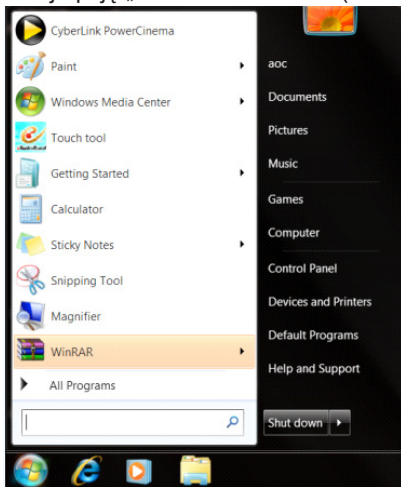 CyberLink PowerCinema
Paint
Windows Media Center
Touch tool
Getting Started
Calculator
Sticky Notes
Snipping Tool
Magnifier
WinRAR
All Programs
aoc
Documents
Pictures
Music
Games
Computer
Control Panel
Devices and Printers
Default Programs
Help and Support
Shut down